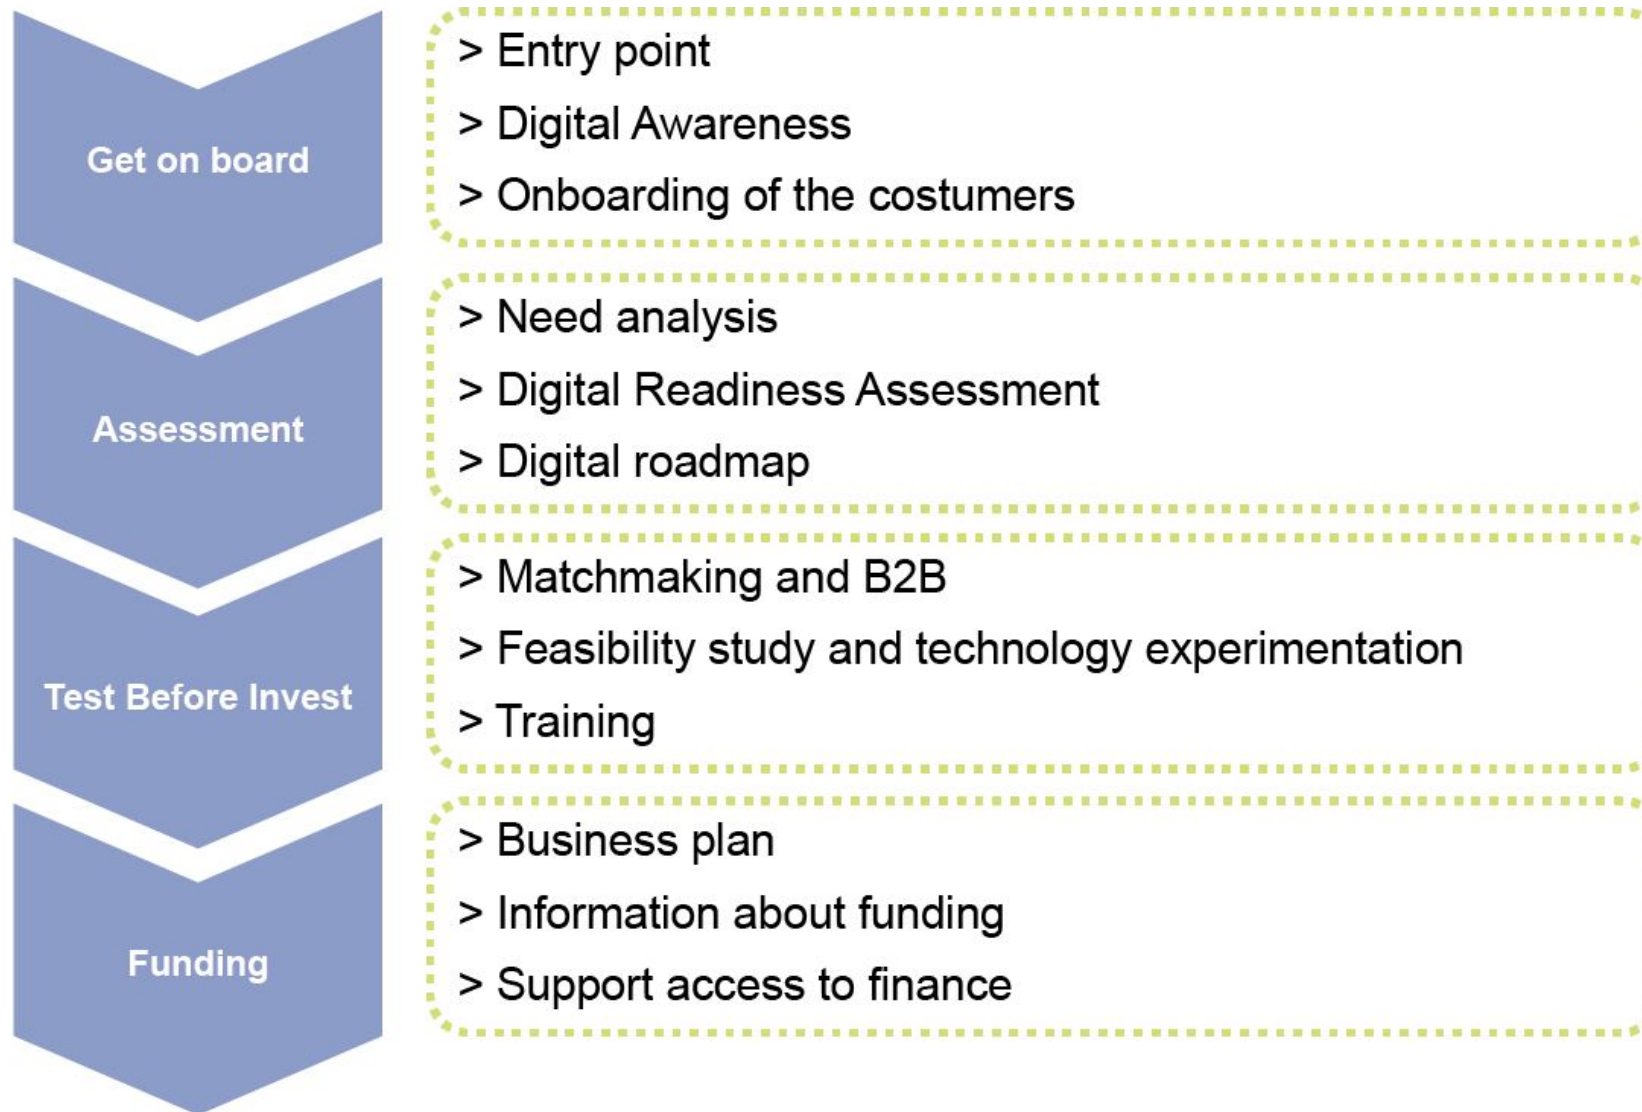 Get on board
> Entry point
> Digital Awareness
> Onboarding of the costumers
Assessment
> Need analysis
> Digital Readiness Assessment
> Digital roadmap
Test Before Invest
> Matchmaking and B2B
> Feasibility study and technology experimentation
> Training
Funding
> Business plan
> Information about funding
> Support access to finance